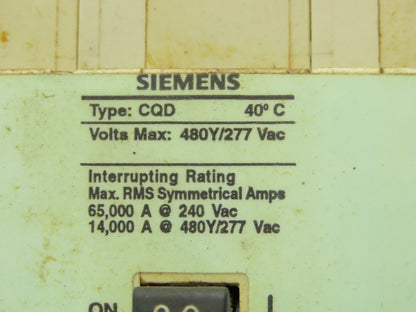 SIEMENS
Type: CQD 40° C
Volts Max: 480Y/277 Vac
Interrupting Rating
Max. RMS Symmetrical Amps
65,000 A @ 240 Vac
14,000 A @ 480Y/277 Vac
ON I